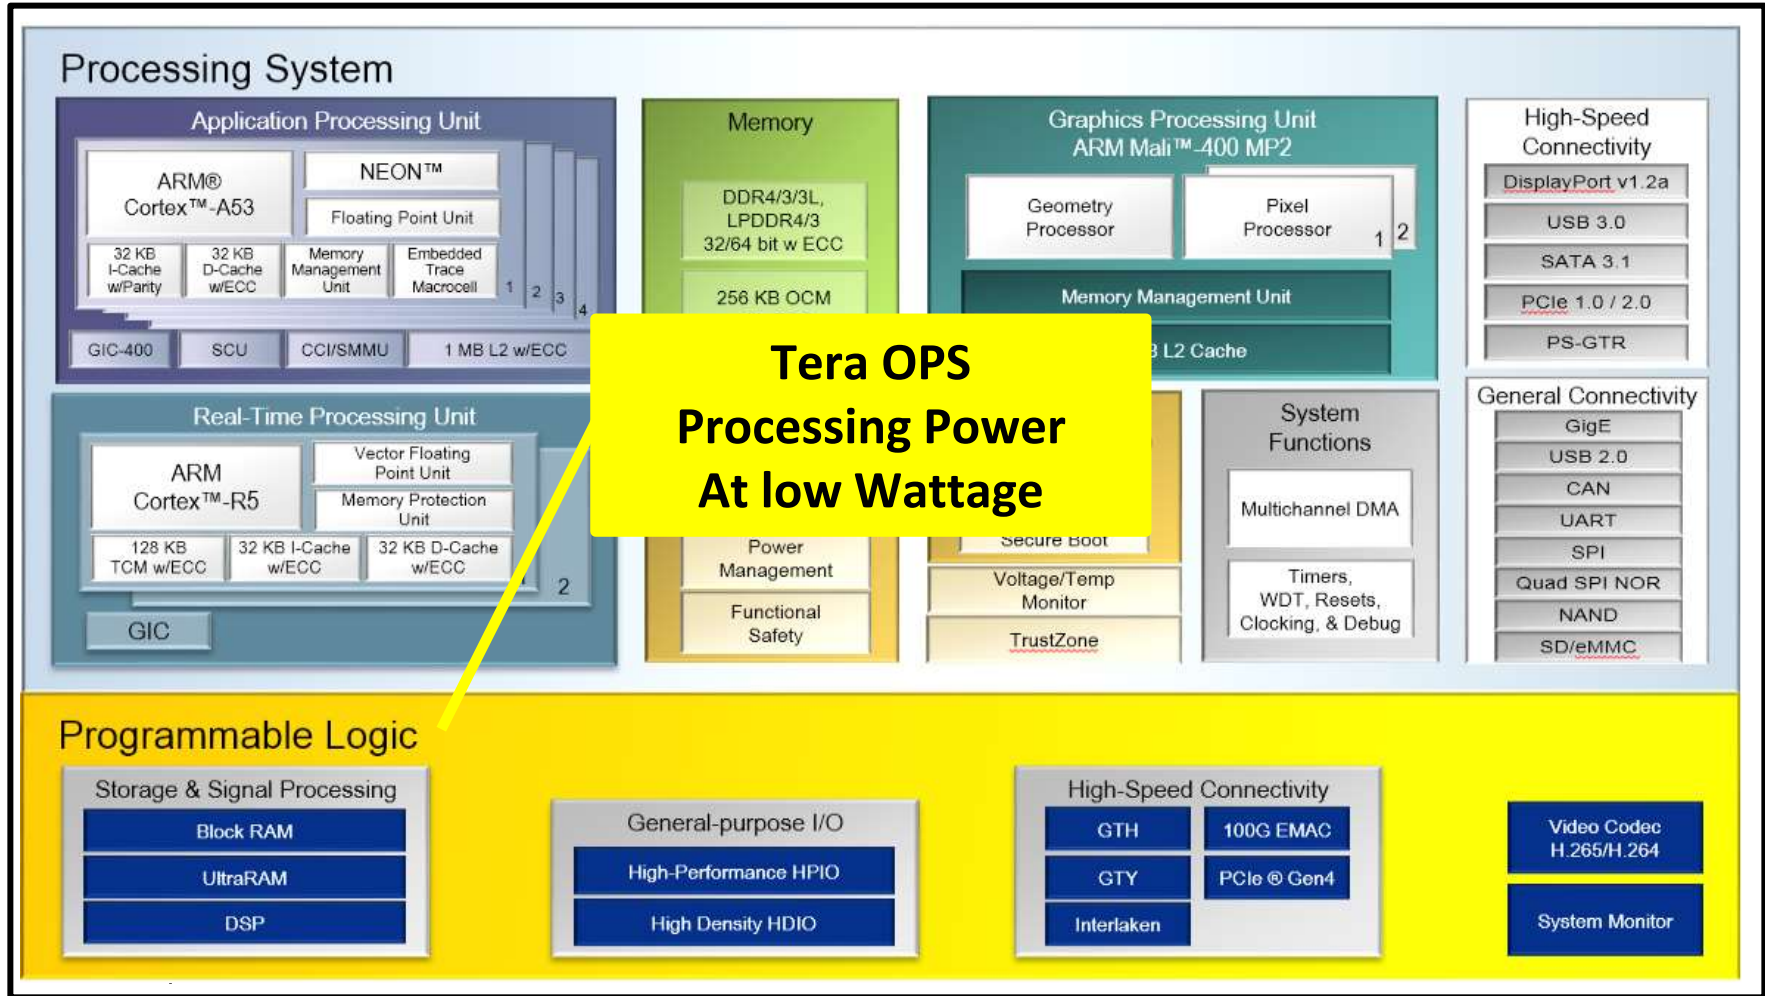 Processing System
Application Processing Unit
ARM®
Cortex™-A53
NEON™
Floating Point Unit
32 KB
I-Cache
w/Parity
32 KB
D-Cache
w/ECC
Memory
Management
Unit
Embedded
Trace
Macrocell
1
2
3
4
GIC-400
SCU
CCI/SMMU
1 MB L2 w/ECC
Memory
DDR4/3/3L,
LPDDR4/3
32/64 bit w ECC
256 KB OCM
Graphics Processing Unit
ARM Mali™-400 MP2
Geometry
Processor
Pixel
Processor
1
2
Memory Management Unit
L2 Cache
High-Speed
Connectivity
DisplayPort v1.2a
USB 3.0
SATA 3.1
PCIe 1.0 / 2.0
PS-GTR
Tera OPS
Processing Power
At low Wattage
Real-Time Processing Unit
ARM
Cortex™-R5
Vector Floating
Point Unit
Memory Protection
Unit
128 KB
TCM w/ECC
32 KB I-Cache
w/ECC
32 KB D-Cache
w/ECC
2
GIC
Power
Management
Functional
Safety
Secure Boot
Voltage/Temp
Monitor
TrustZone
System
Functions
Multichannel DMA
Timers,
WDT, Resets,
Clocking, & Debug
General Connectivity
GigE
USB 2.0
CAN
UART
SPI
Quad SPI NOR
NAND
SD/eMMC
Programmable Logic
Storage & Signal Processing
Block RAM
UltraRAM
DSP
General-purpose I/O
High-Performance HPIO
High Density HDIO
High-Speed Connectivity
GTH
100G EMAC
GTY
PCIe ® Gen4
Interlaken
Video Codec
H.265/H.264
System Monitor